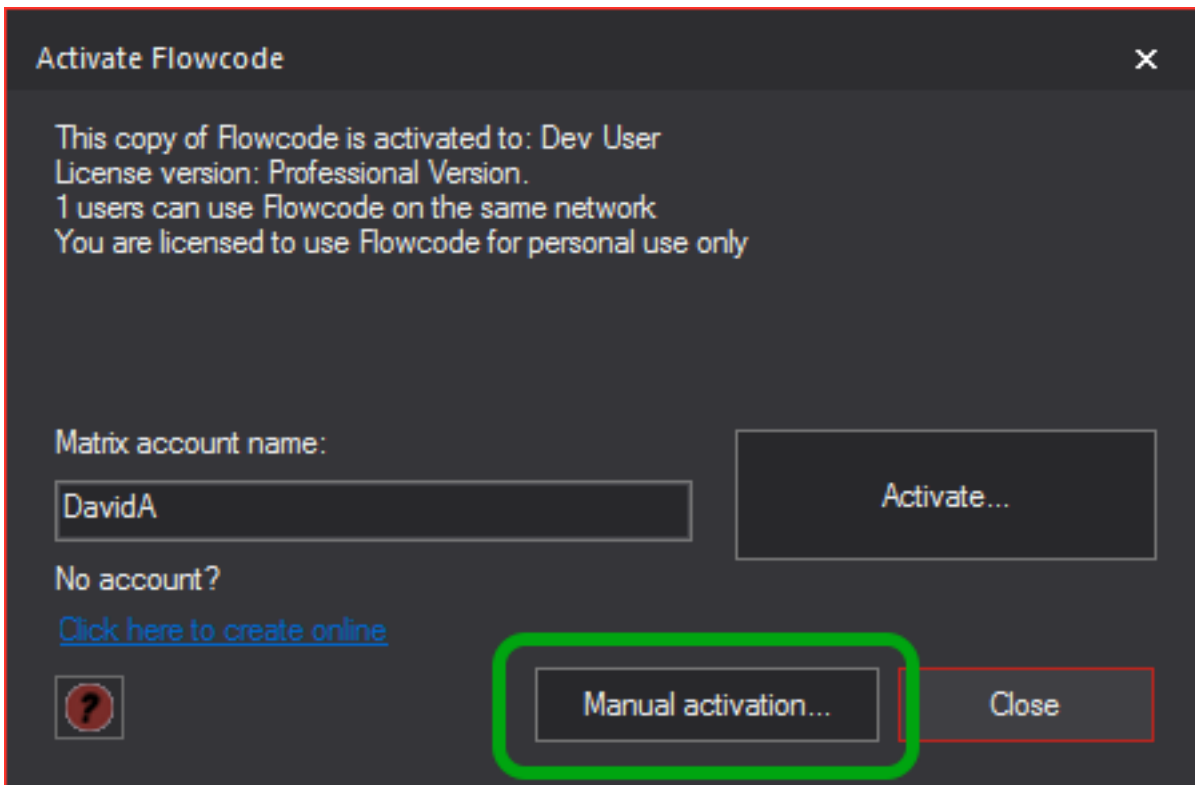 Activate Flowcode
This copy of Flowcode is activated to: Dev User
License version: Professional Version.
1 users can use Flowcode on the same network
You are licensed to use Flowcode for personal use only
Matrix account name:
DavidA
Activate...
No account?
Click here to create online
?
Manual activation...
Close